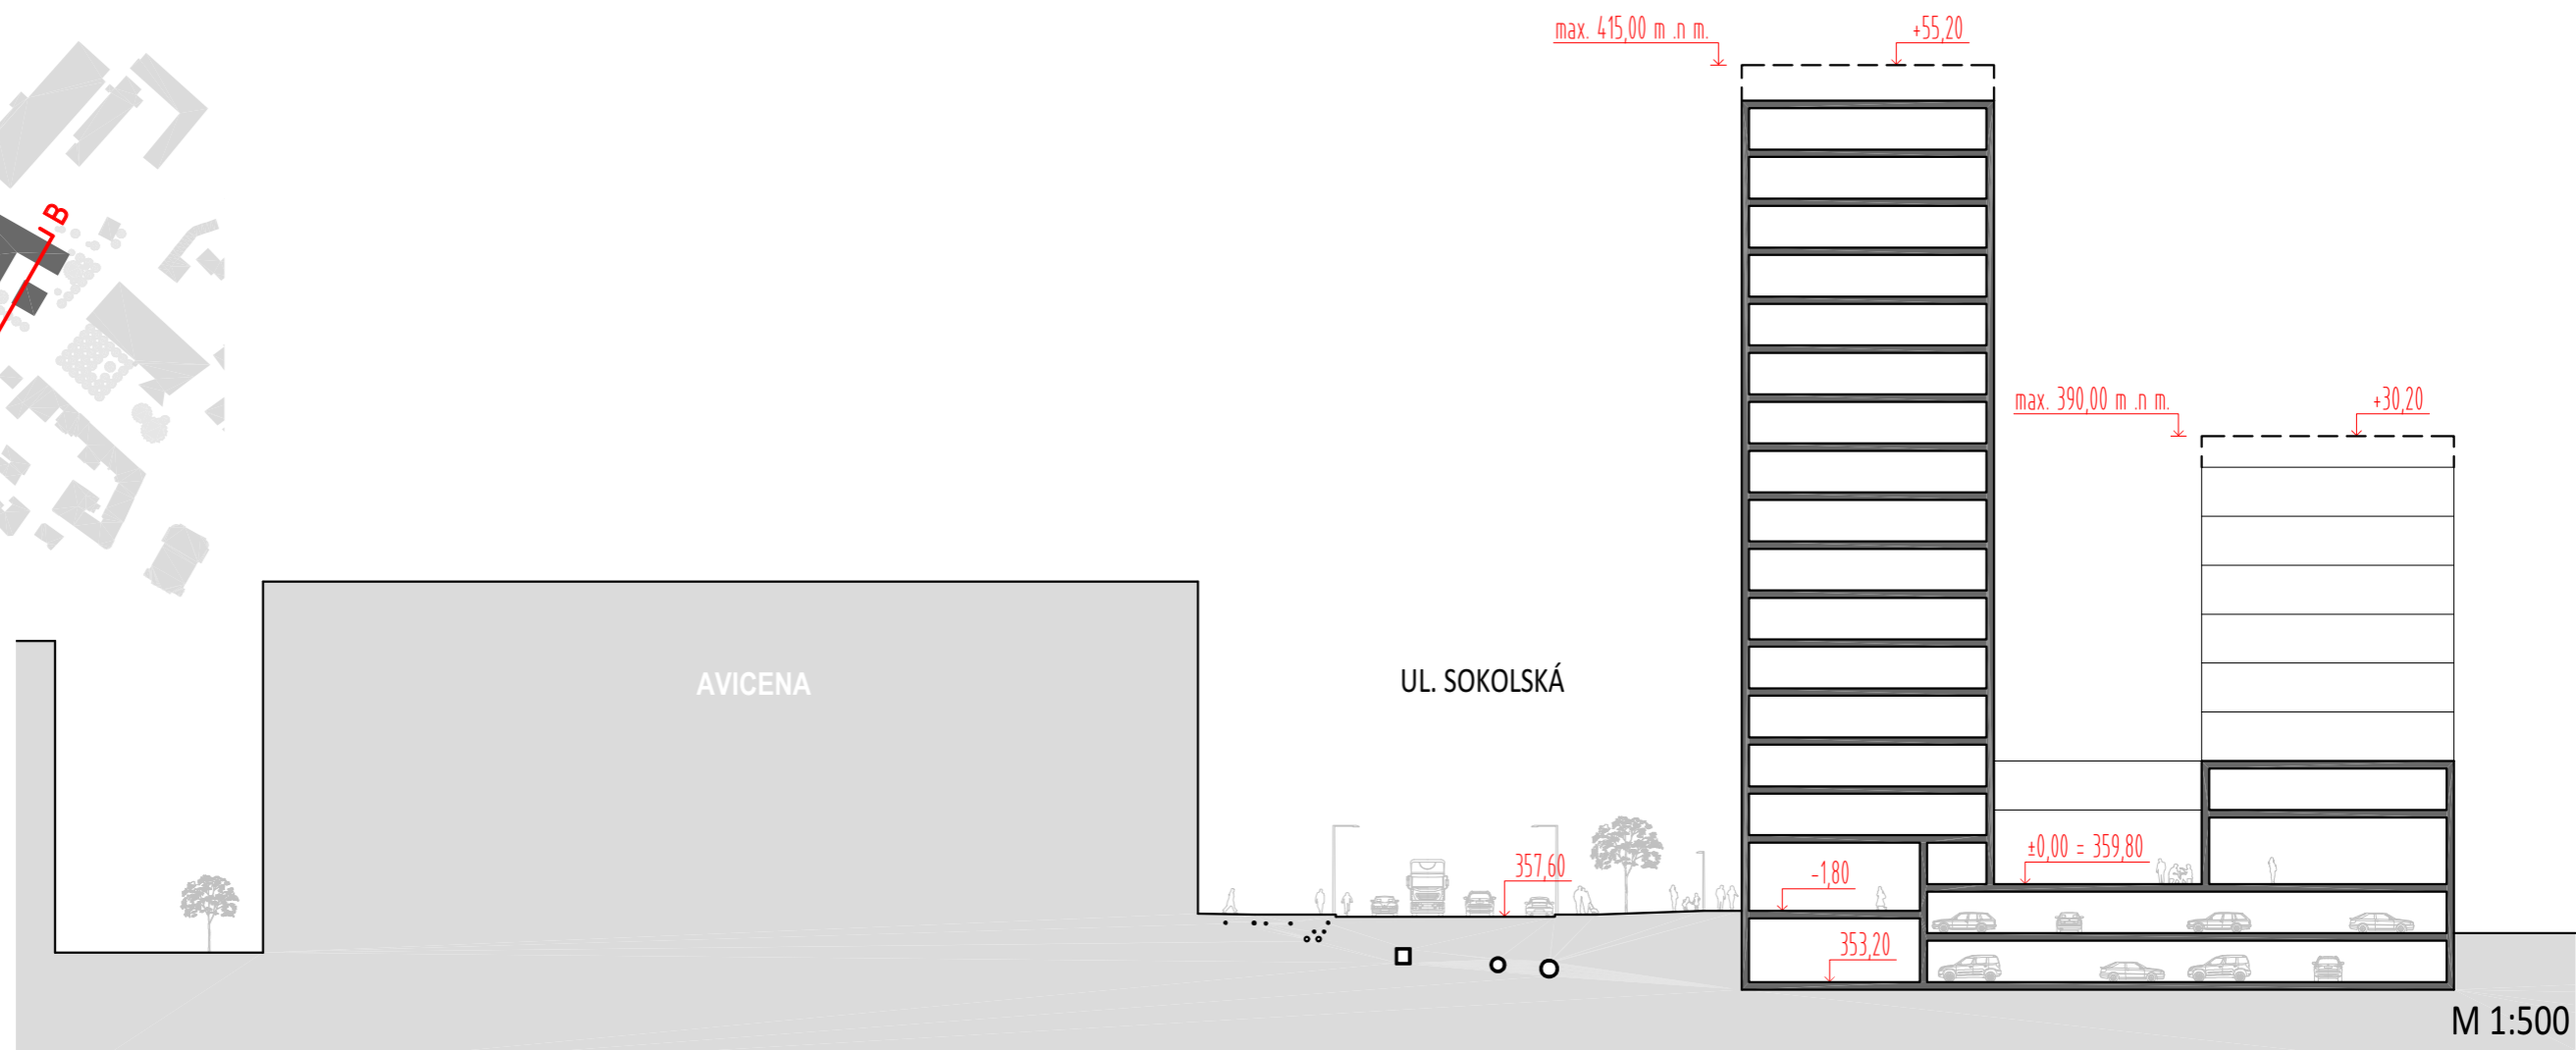 max. 415,00 m .n m.
+55,20
B
max. 390,00 m .n m.
+30,20
AVICENA
UL. SOKOLSKÁ
357,60
-1,80
±0,00 = 359,80
353,20
M 1:500